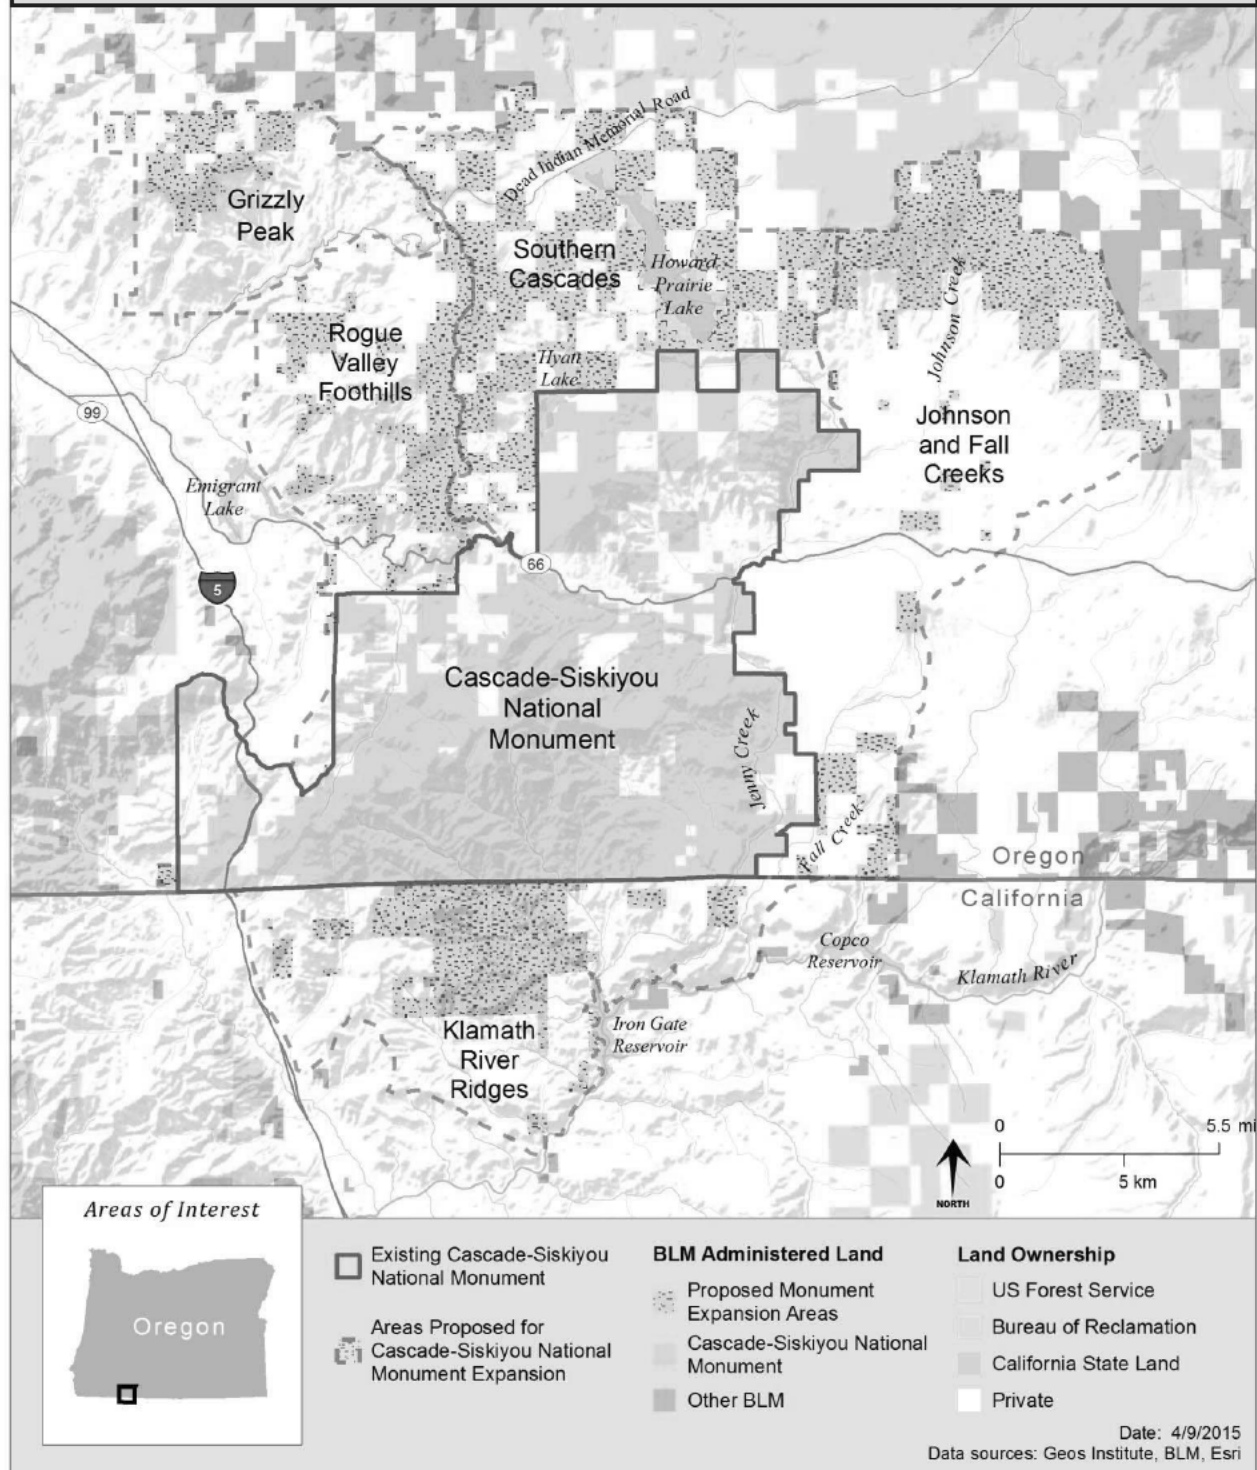 Dead Indian Memorial Road
Grizzly
Peak
Southern
Cascades
Howard
Prairie
Lake
Johnson Creek
Rogue
Valley
Foothills
Hyatt
Lake
99
Johnson
and Fall
Creeks
Emigrant
Lake
66
5
Cascade-Siskiyou
National
Monument
Jenny Creek
Fall Creek
Oregon
California
Copco
Reservoir
Klamath River
Iron Gate
Reservoir
Klamath
River
Ridges
0 5.5 mi
0 5 km
NORTH
Areas of Interest
Oregon
Existing Cascade-Siskiyou
National Monument
Areas Proposed for
Cascade-Siskiyou National
Monument Expansion
BLM Administered Land
Proposed Monument
Expansion Areas
Cascade-Siskiyou National
Monument
Other BLM
Land Ownership
US Forest Service
Bureau of Reclamation
California State Land
Private
Date: 4/9/2015
Data sources: Geos Institute, BLM, Esri